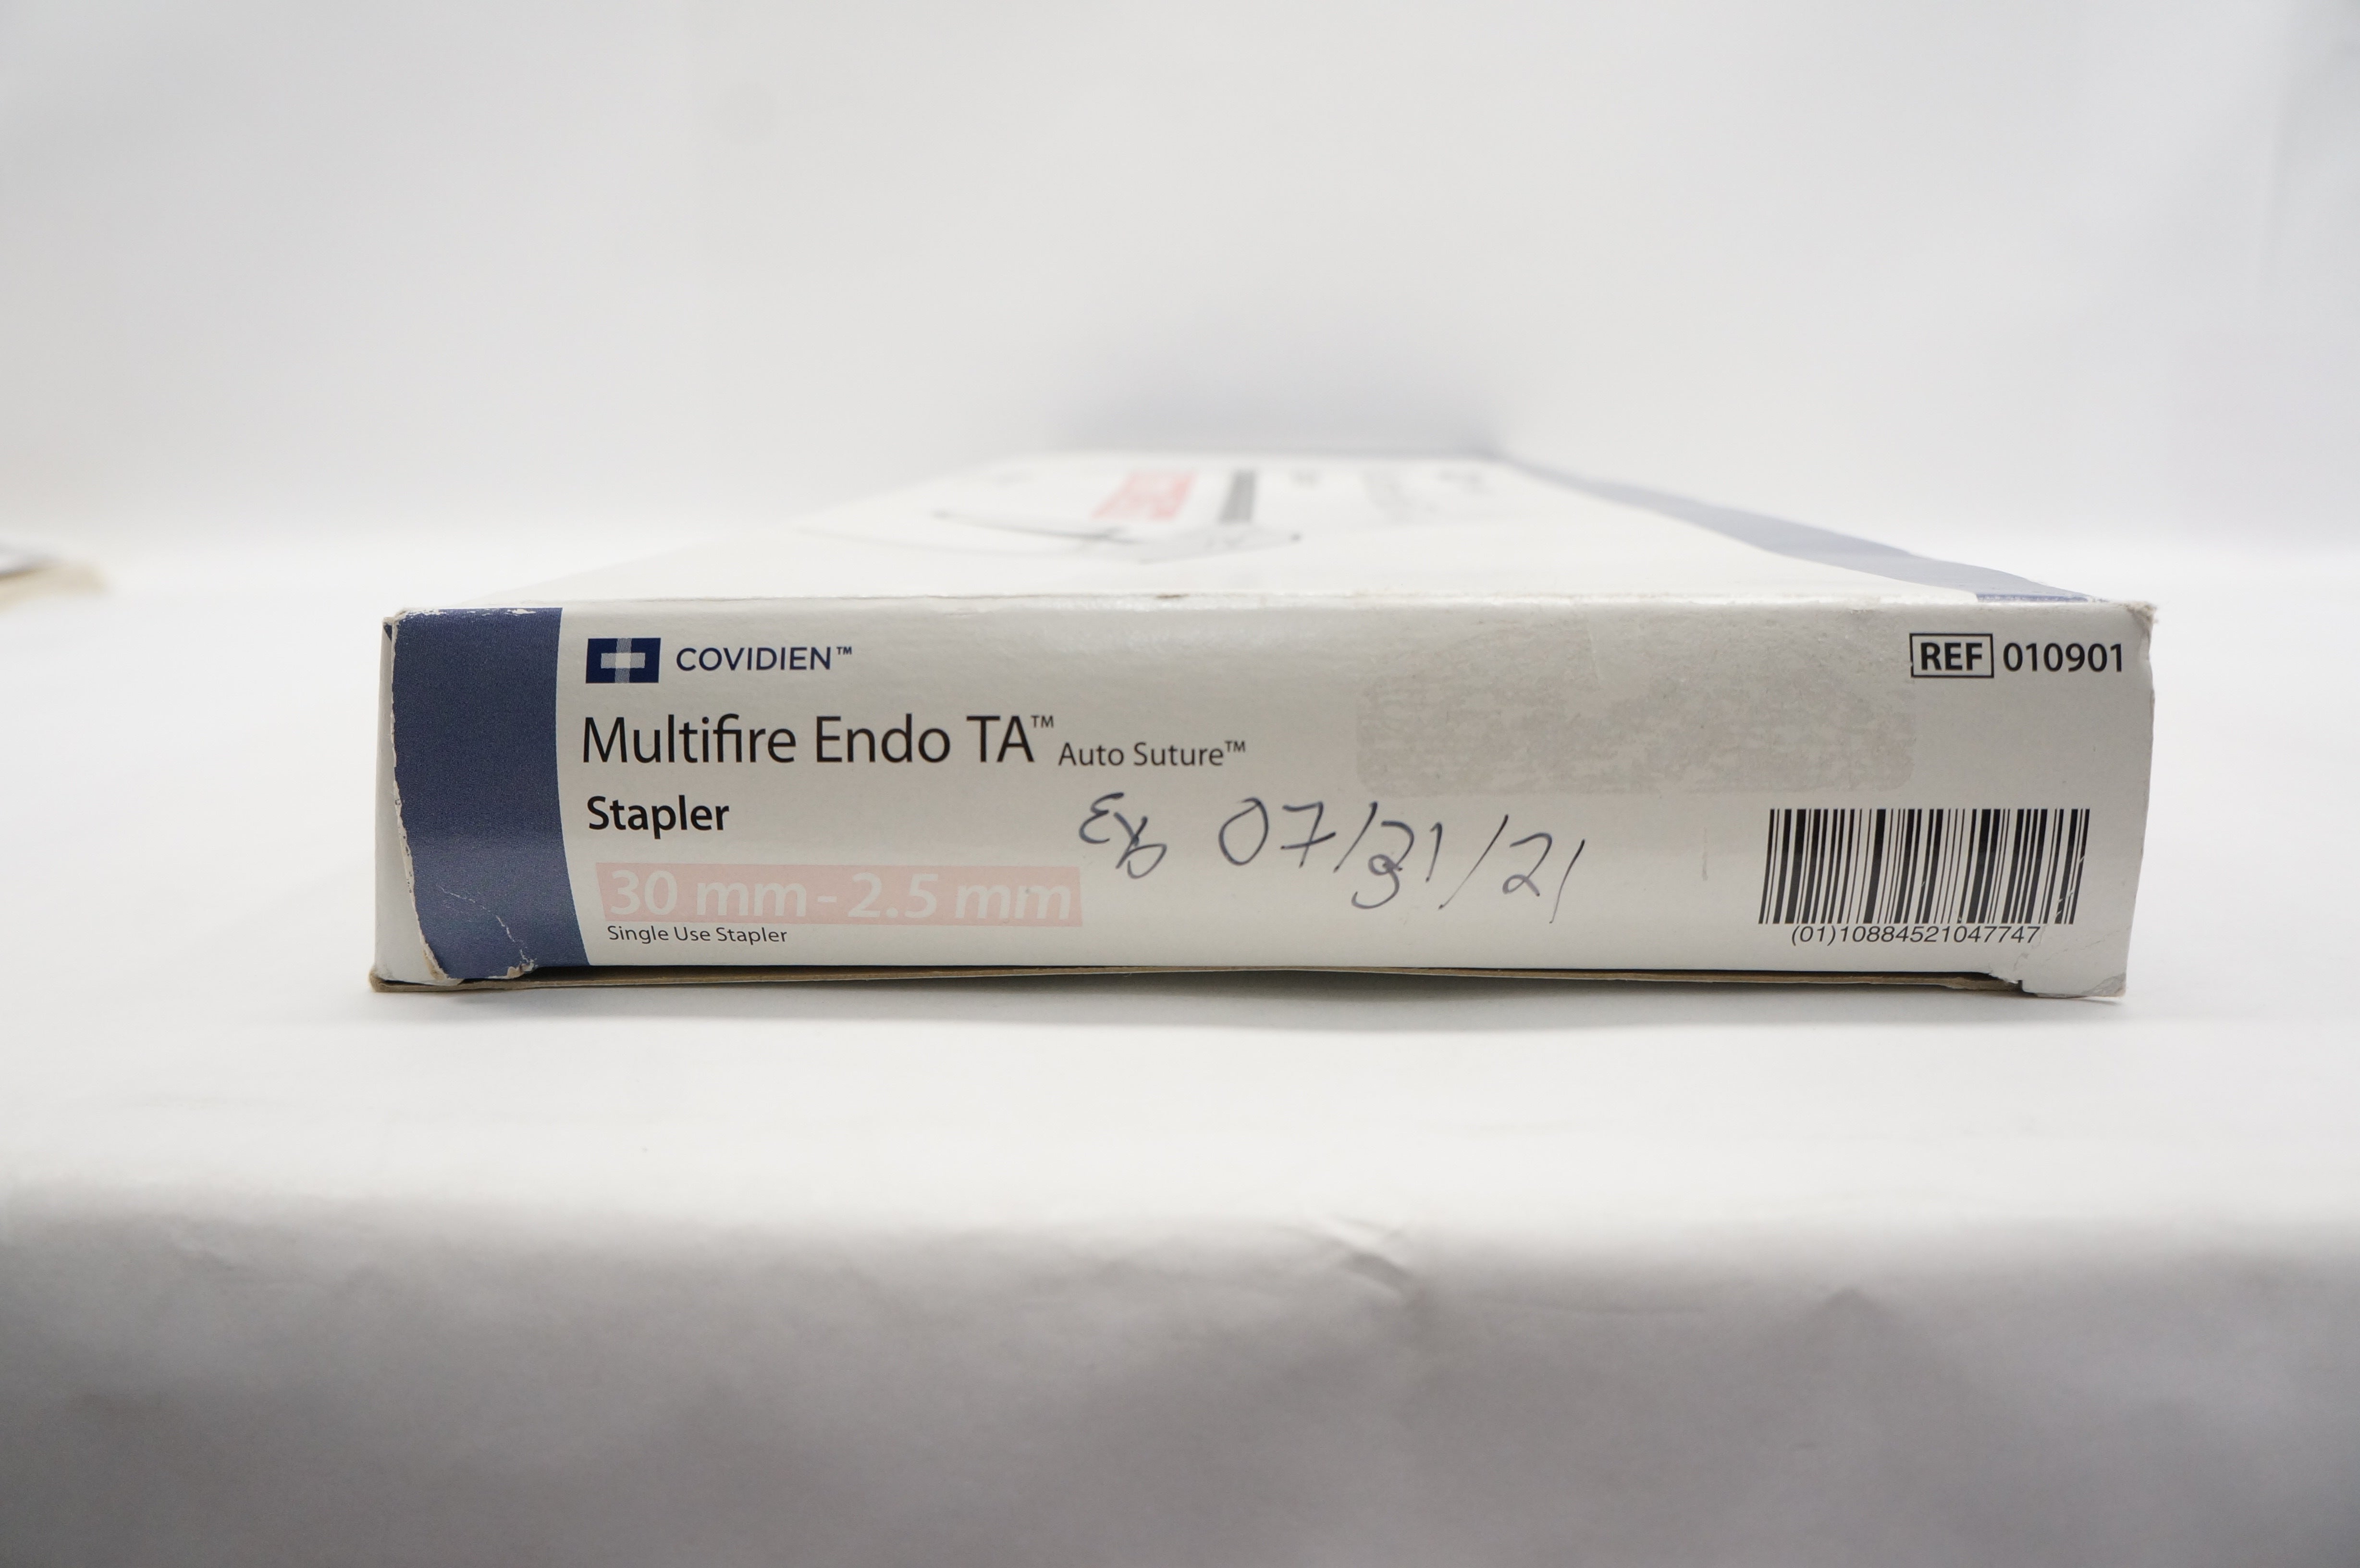 COVIDIEN™
REF 010901
Multifire Endo TA™ Auto Suture™
Stapler
Exp 07/31/21
30 mm - 2.5 mm
Single Use Stapler
(01)10884521047747